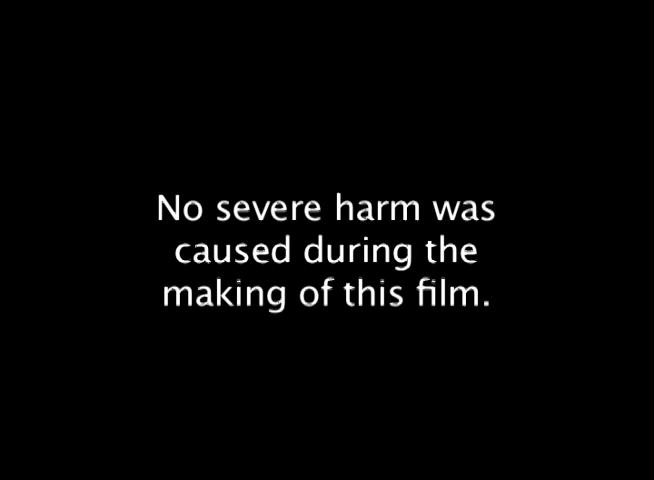 No severe harm was
caused during the
making of this film.